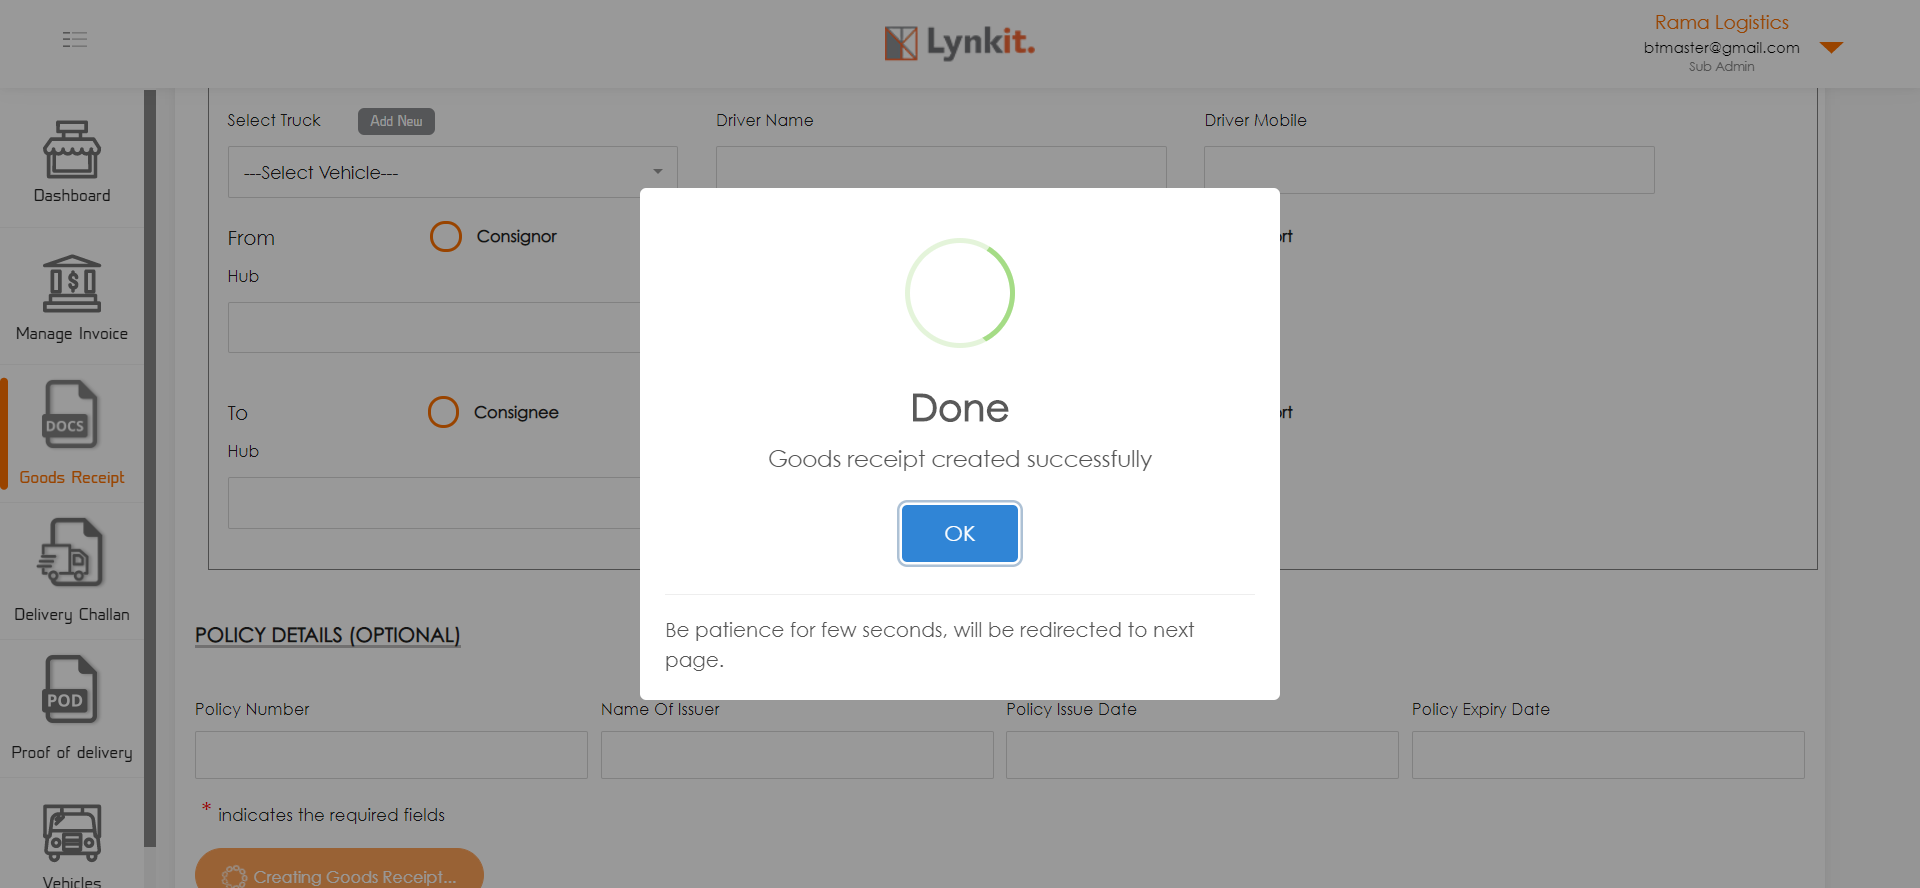 Lynkit.
Rama Logistics
btmaster@gmail.com
Sub Admin
Dashboard
Manage Invoice
DOCS
Goods Receipt
Delivery Challan
POD
Proof of delivery
Vehicles
Select Truck
Add New
Driver Name
Driver Mobile
---Select Vehicle---
From
Consignor
rt
Hub
To
Consignee
rt
Hub
Done
Goods receipt created successfully
OK
Be patience for few seconds, will be redirected to next
page.
POLICY DETAILS (OPTIONAL)
Policy Number
Name Of Issuer
Policy Issue Date
Policy Expiry Date
* indicates the required fields
Creating Goods Receipt...